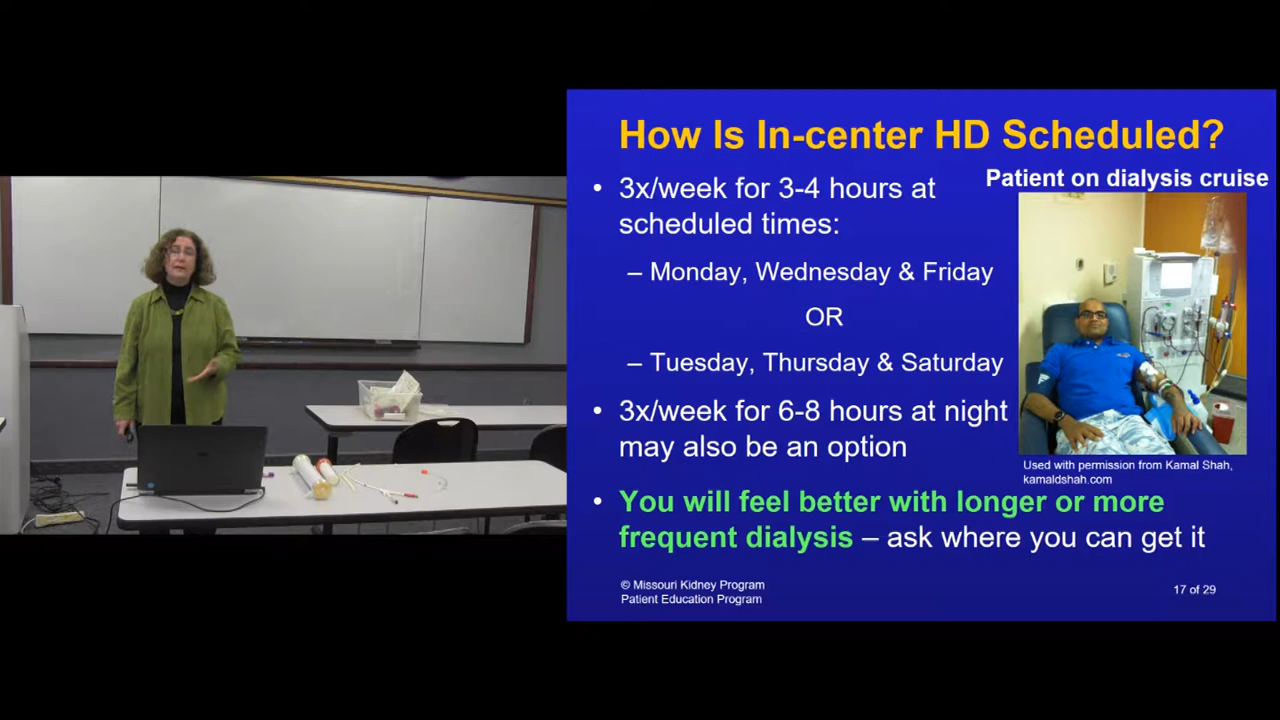 How Is In-center HD Scheduled?
Patient on dialysis cruise
• 3x/week for 3-4 hours at
scheduled times:
– Monday, Wednesday & Friday
OR
– Tuesday, Thursday & Saturday
• 3x/week for 6-8 hours at night
may also be an option
Used with permission from Kamal Shah,
kamaldshah.com
• You will feel better with longer or more
frequent dialysis – ask where you can get it
© Missouri Kidney Program
Patient Education Program
17 of 29